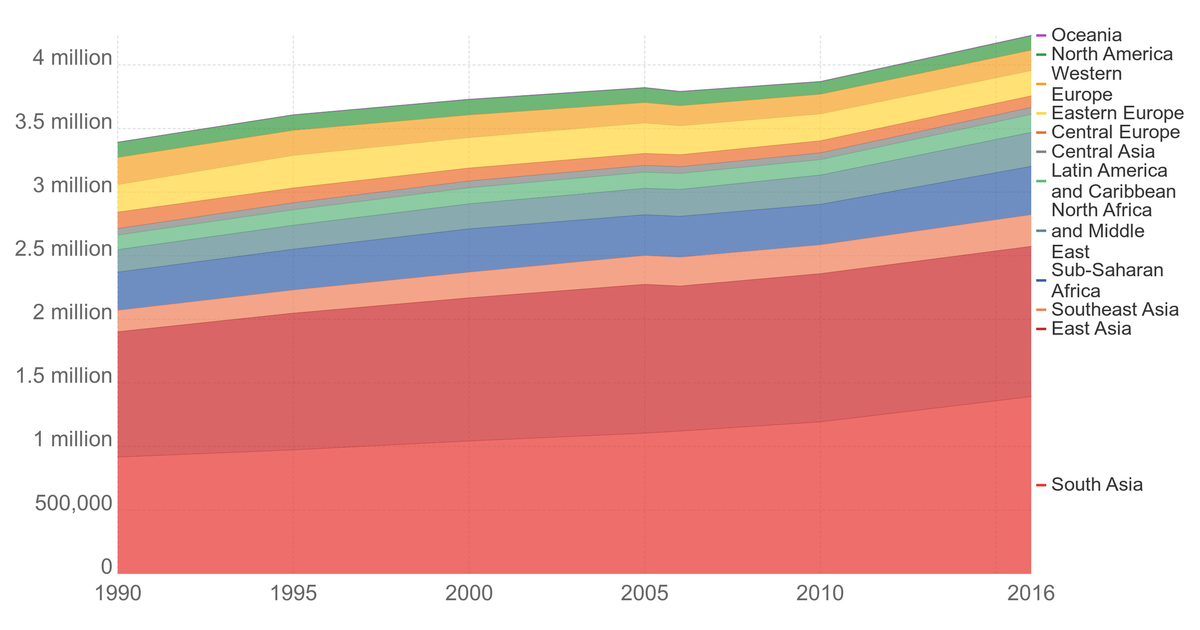 4 million
3.5 million
3 million
2.5 million
2 million
1.5 million
1 million
500,000
0
1990
1995
2000
2005
2010
2016
Oceania
North America
Western
Europe
Eastern Europe
Central Europe
Central Asia
Latin America
and Caribbean
North Africa
and Middle
East
Sub-Saharan
Africa
Southeast Asia
East Asia
South Asia